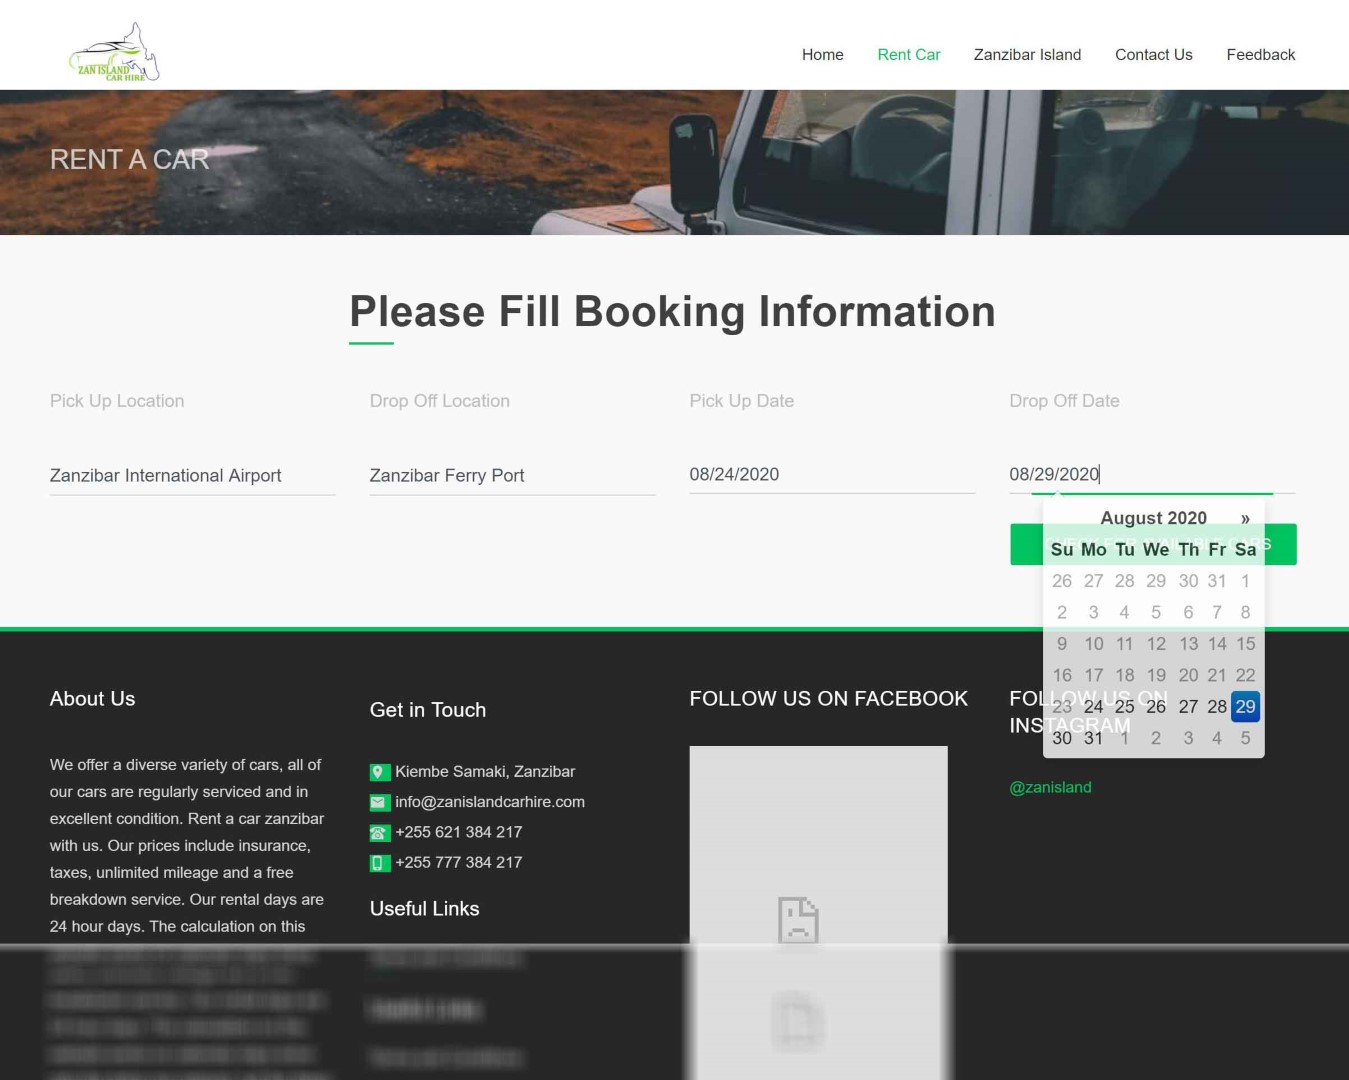 ZAN ISLAND
CAR HIRE
Home
Rent Car
Zanzibar Island
Contact Us
Feedback
RENT A CAR
Please Fill Booking Information
Pick Up Location
Drop Off Location
Pick Up Date
Drop Off Date
Zanzibar International Airport
Zanzibar Ferry Port
08/24/2020
08/29/2020
August 2020 »
Su Mo Tu We Th Fr Sa
26 27 28 29 30 31 1
2 3 4 5 6 7 8
9 10 11 12 13 14 15
16 17 18 19 20 21 22
23 24 25 26 27 28 29
30 31 1 2 3 4 5
About Us
We offer a diverse variety of cars, all of
our cars are regularly serviced and in
excellent condition. Rent a car zanzibar
with us. Our prices include insurance,
taxes, unlimited mileage and a free
breakdown service. Our rental days are
24 hour days. The calculation on this
Get in Touch
Kiembe Samaki, Zanzibar
info@zanislandcarhire.com
+255 621 384 217
+255 777 384 217
Useful Links
FOLLOW US ON FACEBOOK
FOLLOW US ON
INSTAGRAM
@zanisland